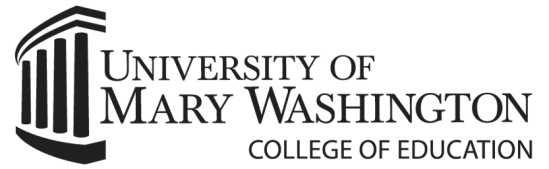 UNIVERSITY OF
MARY WASHINGTON
COLLEGE OF EDUCATION